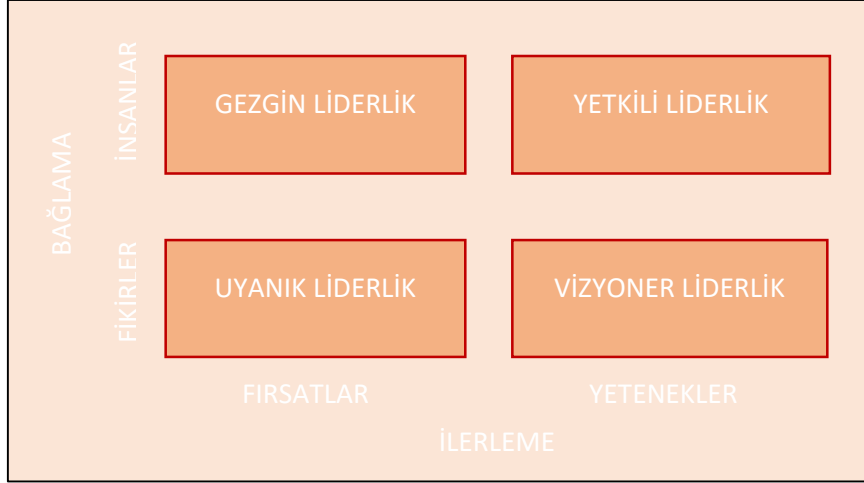 BAĞLAMA
İNSANLAR
GEZGİN LİDERLİK
YETKİLİ LİDERLİK
FİKİRLER
UYANIK LİDERLİK
VİZYONER LİDERLİK
FIRSATLAR
YETENEKLER
İLERLEME